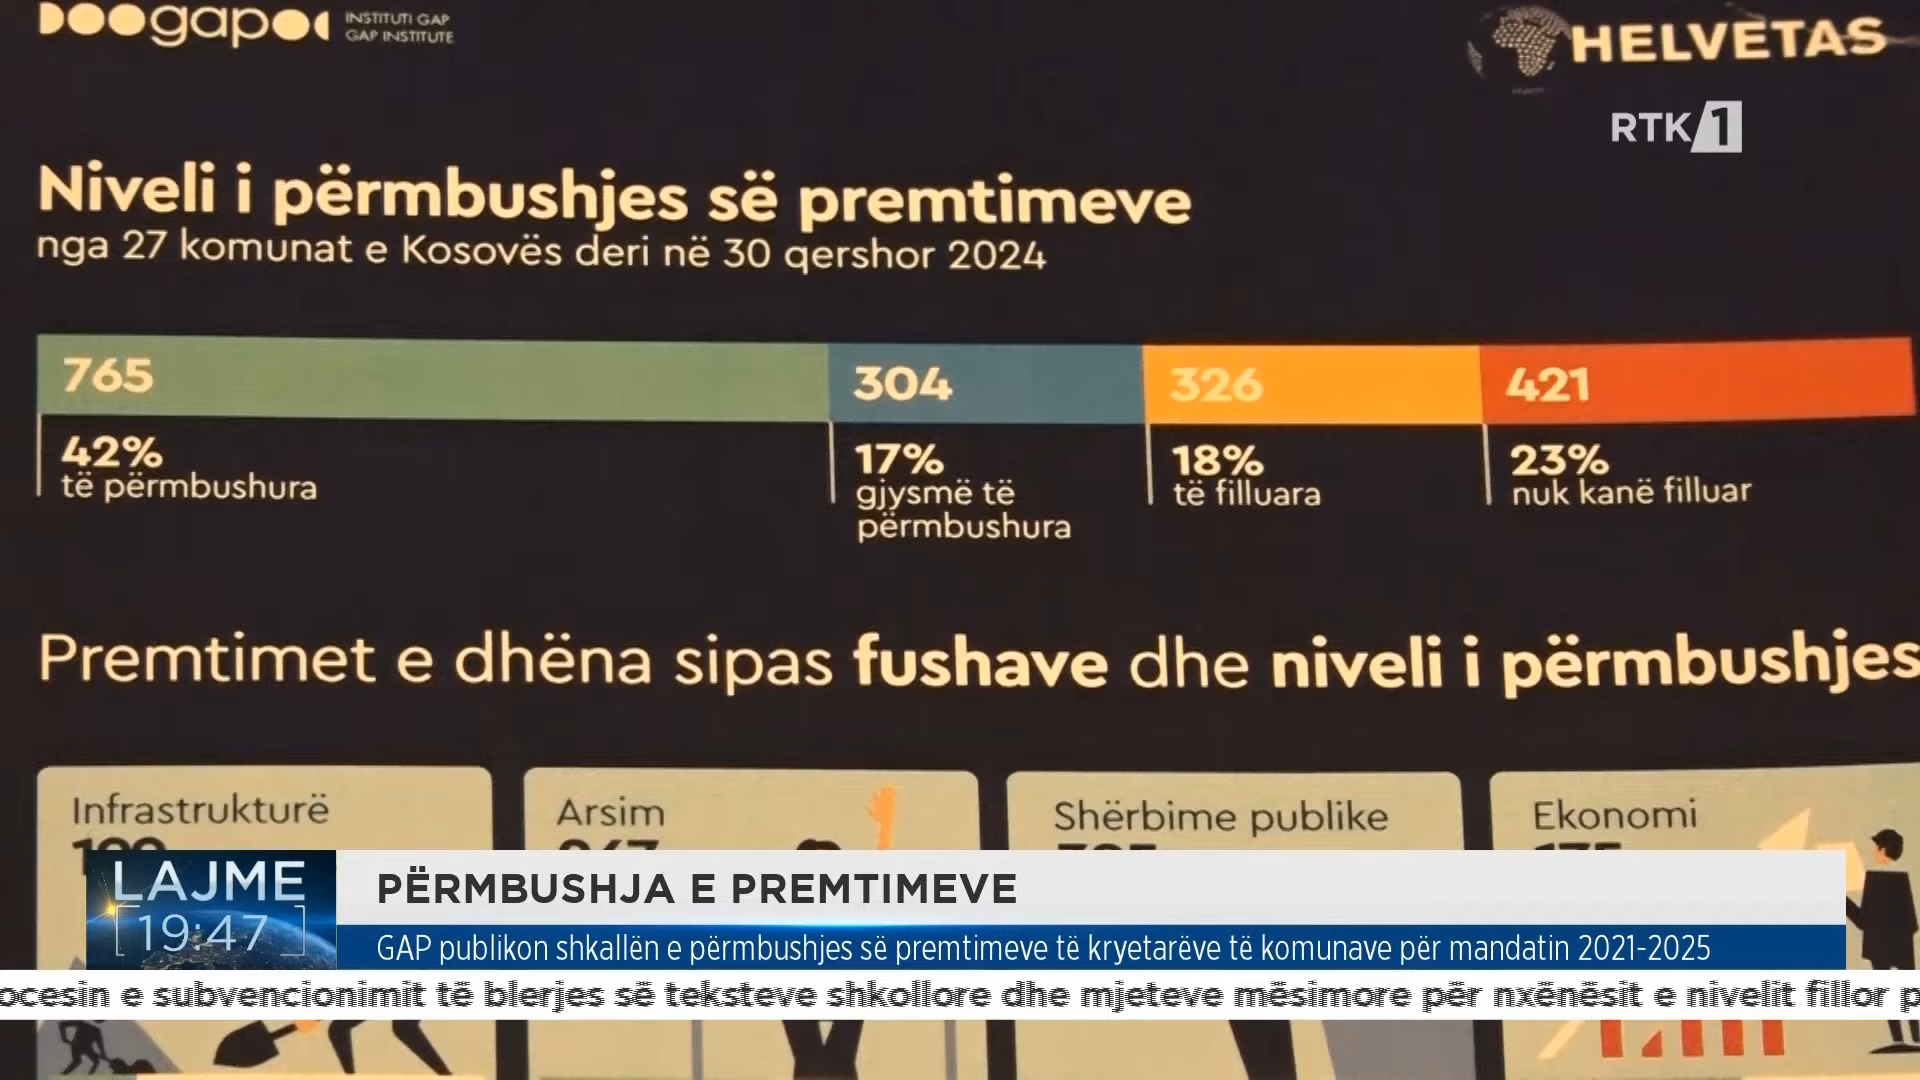 gap
INSTITUTI GAP
GAP INSTITUTE
HELVETAS
RTK 1
Niveli i përmbushjes së premtimeve
nga 27 komunat e Kosovës deri në 30 qershor 2024
765
304
326
421
42%
të përmbushura
17%
gjysmë të
përmbushura
18%
të filluara
23%
nuk kanë filluar
Premtimet e dhëna sipas fushave dhe niveli i përmbushjes
Infrastrukturë
Arsim
Shërbime publike
Ekonomi
LAJME
19:47
PËRMBUSHJA E PREMTIMEVE
GAP publikon shkallën e përmbushjes së premtimeve të kryetarëve të komunave për mandatin 2021-2025
e subvencionimit të blerjes së teksteve shkollore dhe mjeteve mësimore për nxënësit e nivelit fillor